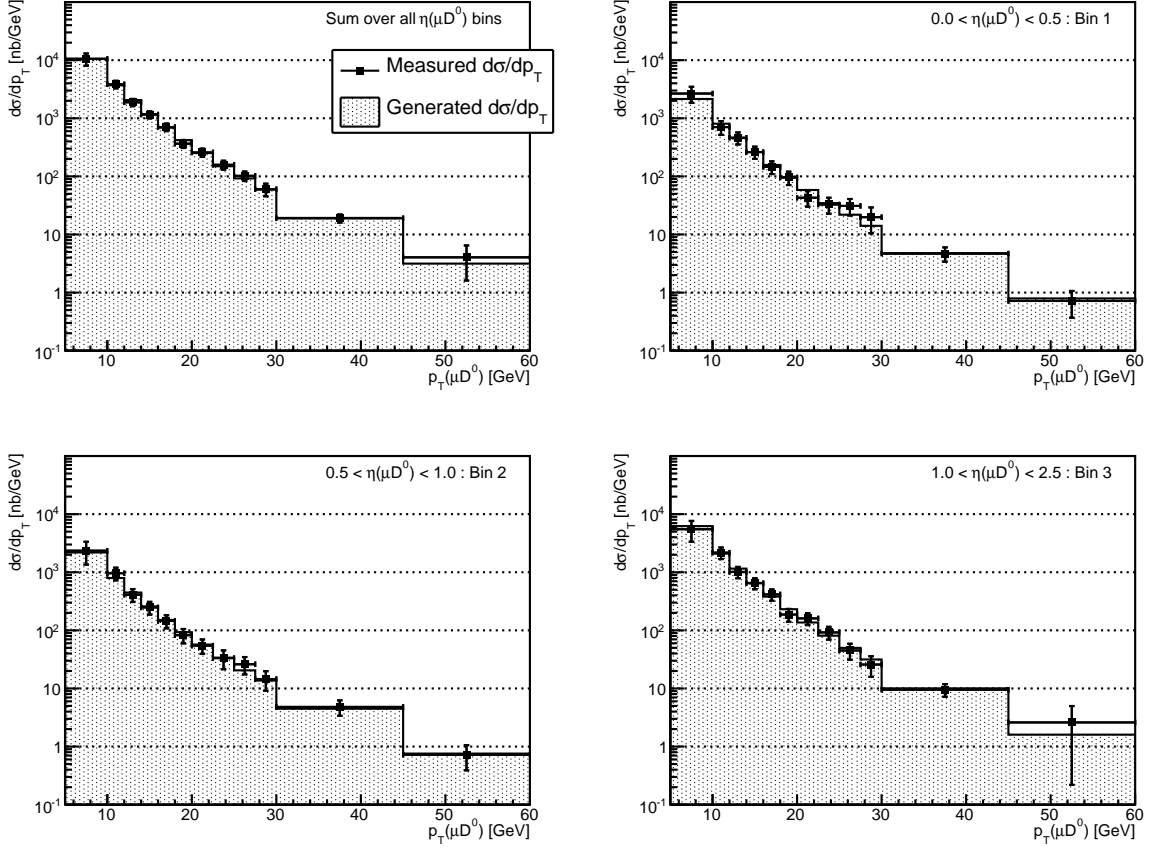 Sum over all η(μD⁰) bins
dσ/dp_T [nb/GeV]
Measured dσ/dp_T
Generated dσ/dp_T
10⁴
10³
10²
10
1
10⁻¹
10 20 30 40 50 60
p_T(μD⁰) [GeV]
0.0 < η(μD⁰) < 0.5 : Bin 1
dσ/dp_T [nb/GeV]
10⁴
10³
10²
10
1
10⁻¹
10 20 30 40 50 60
p_T(μD⁰) [GeV]
0.5 < η(μD⁰) < 1.0 : Bin 2
dσ/dp_T [nb/GeV]
10⁴
10³
10²
10
1
10⁻¹
10 20 30 40 50 60
p_T(μD⁰) [GeV]
1.0 < η(μD⁰) < 2.5 : Bin 3
dσ/dp_T [nb/GeV]
10⁴
10³
10²
10
1
10⁻¹
10 20 30 40 50 60
p_T(μD⁰) [GeV]